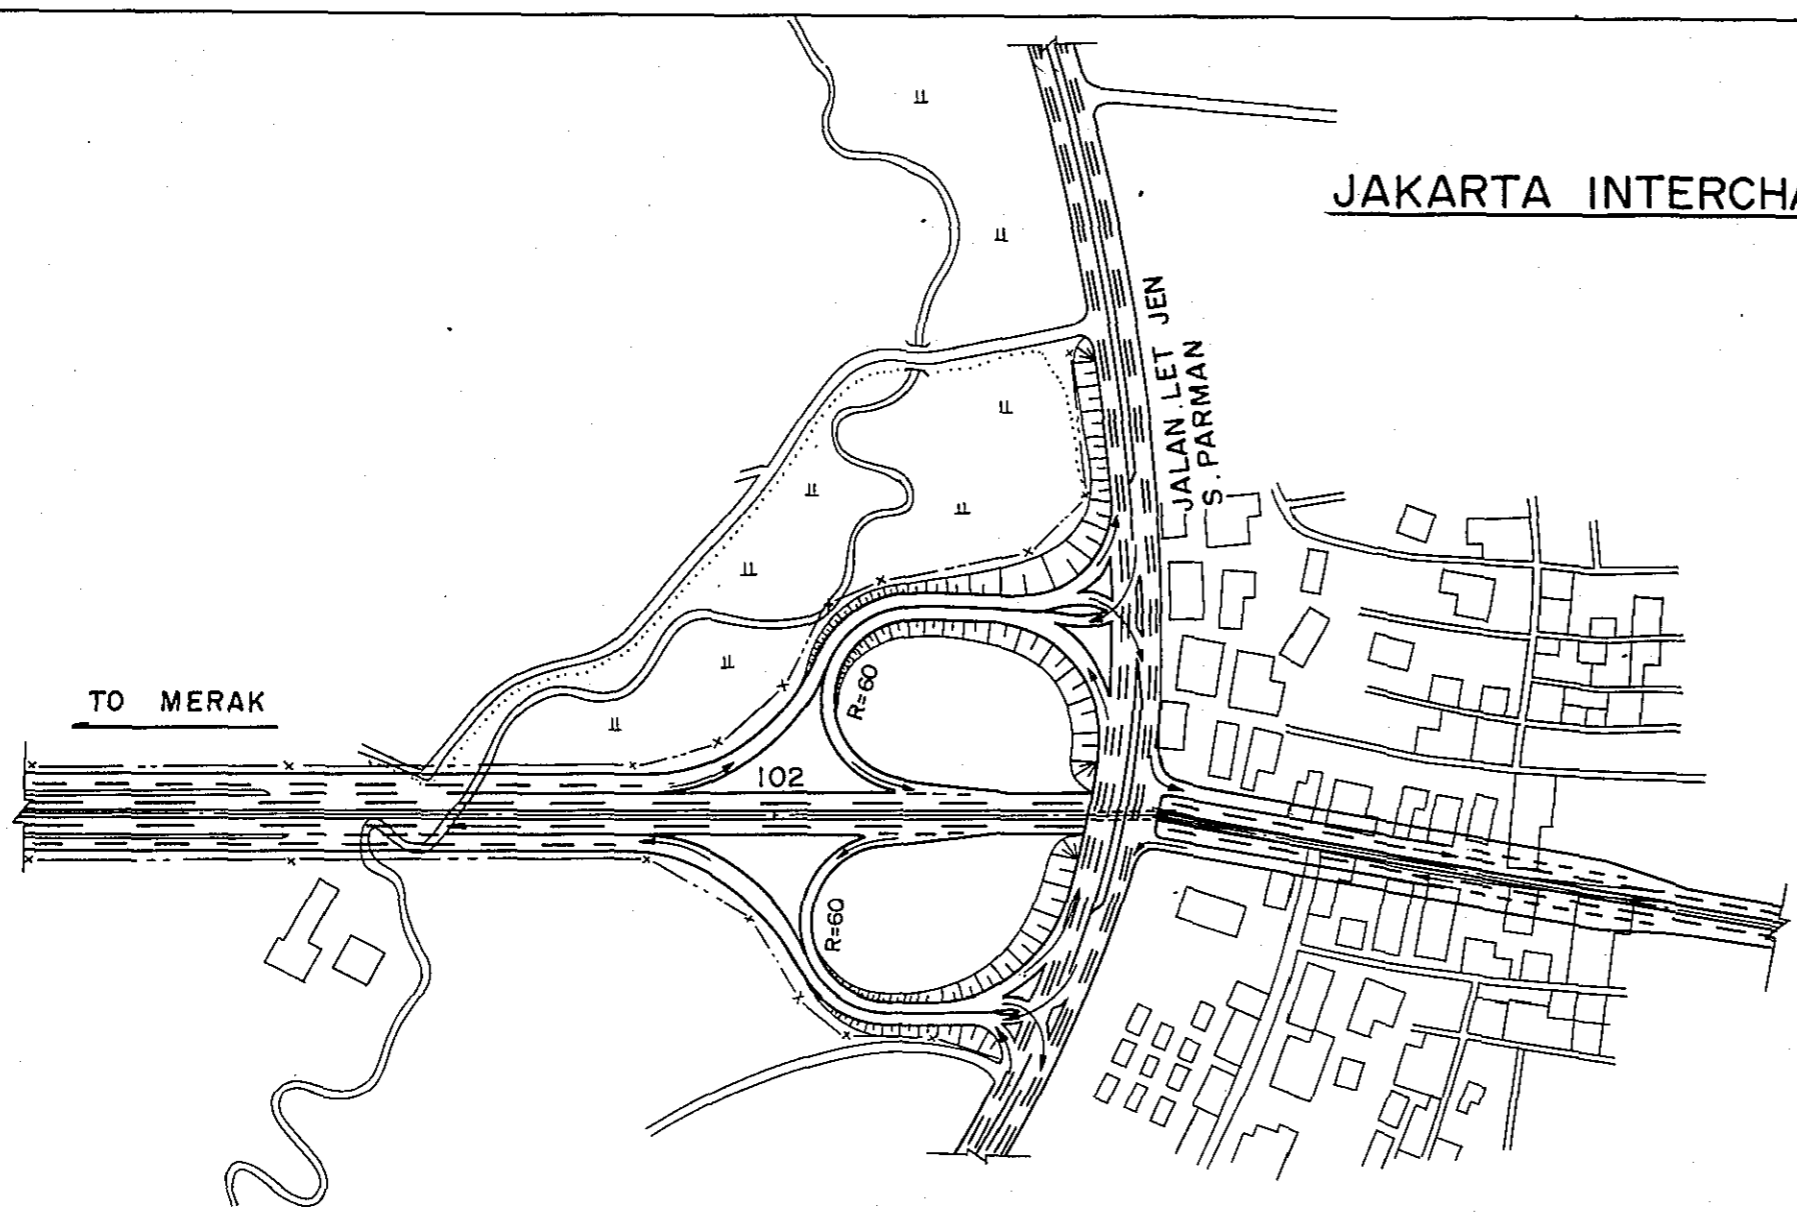 JAKARTA INTERCHA
JALAN.LET JEN
S. PARMAN
TO MERAK
R=60
102
R=60